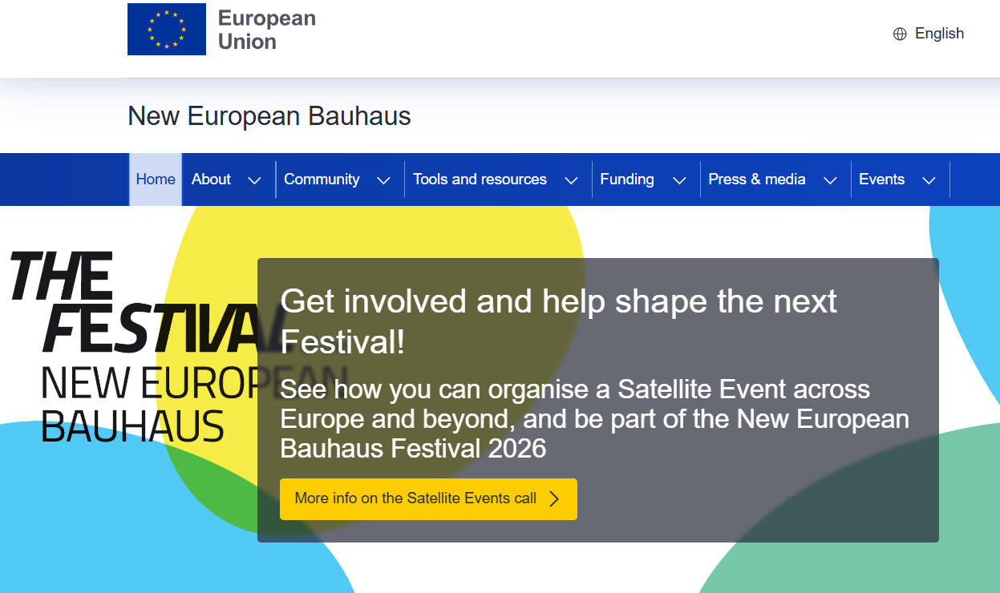 European
Union
English
New European Bauhaus
Home About Community Tools and resources Funding Press & media Events
THE
FESTIVAL
NEW EUROPEAN
BAUHAUS
Get involved and help shape the next
Festival!
See how you can organise a Satellite Event across
Europe and beyond, and be part of the New European
Bauhaus Festival 2026
More info on the Satellite Events call